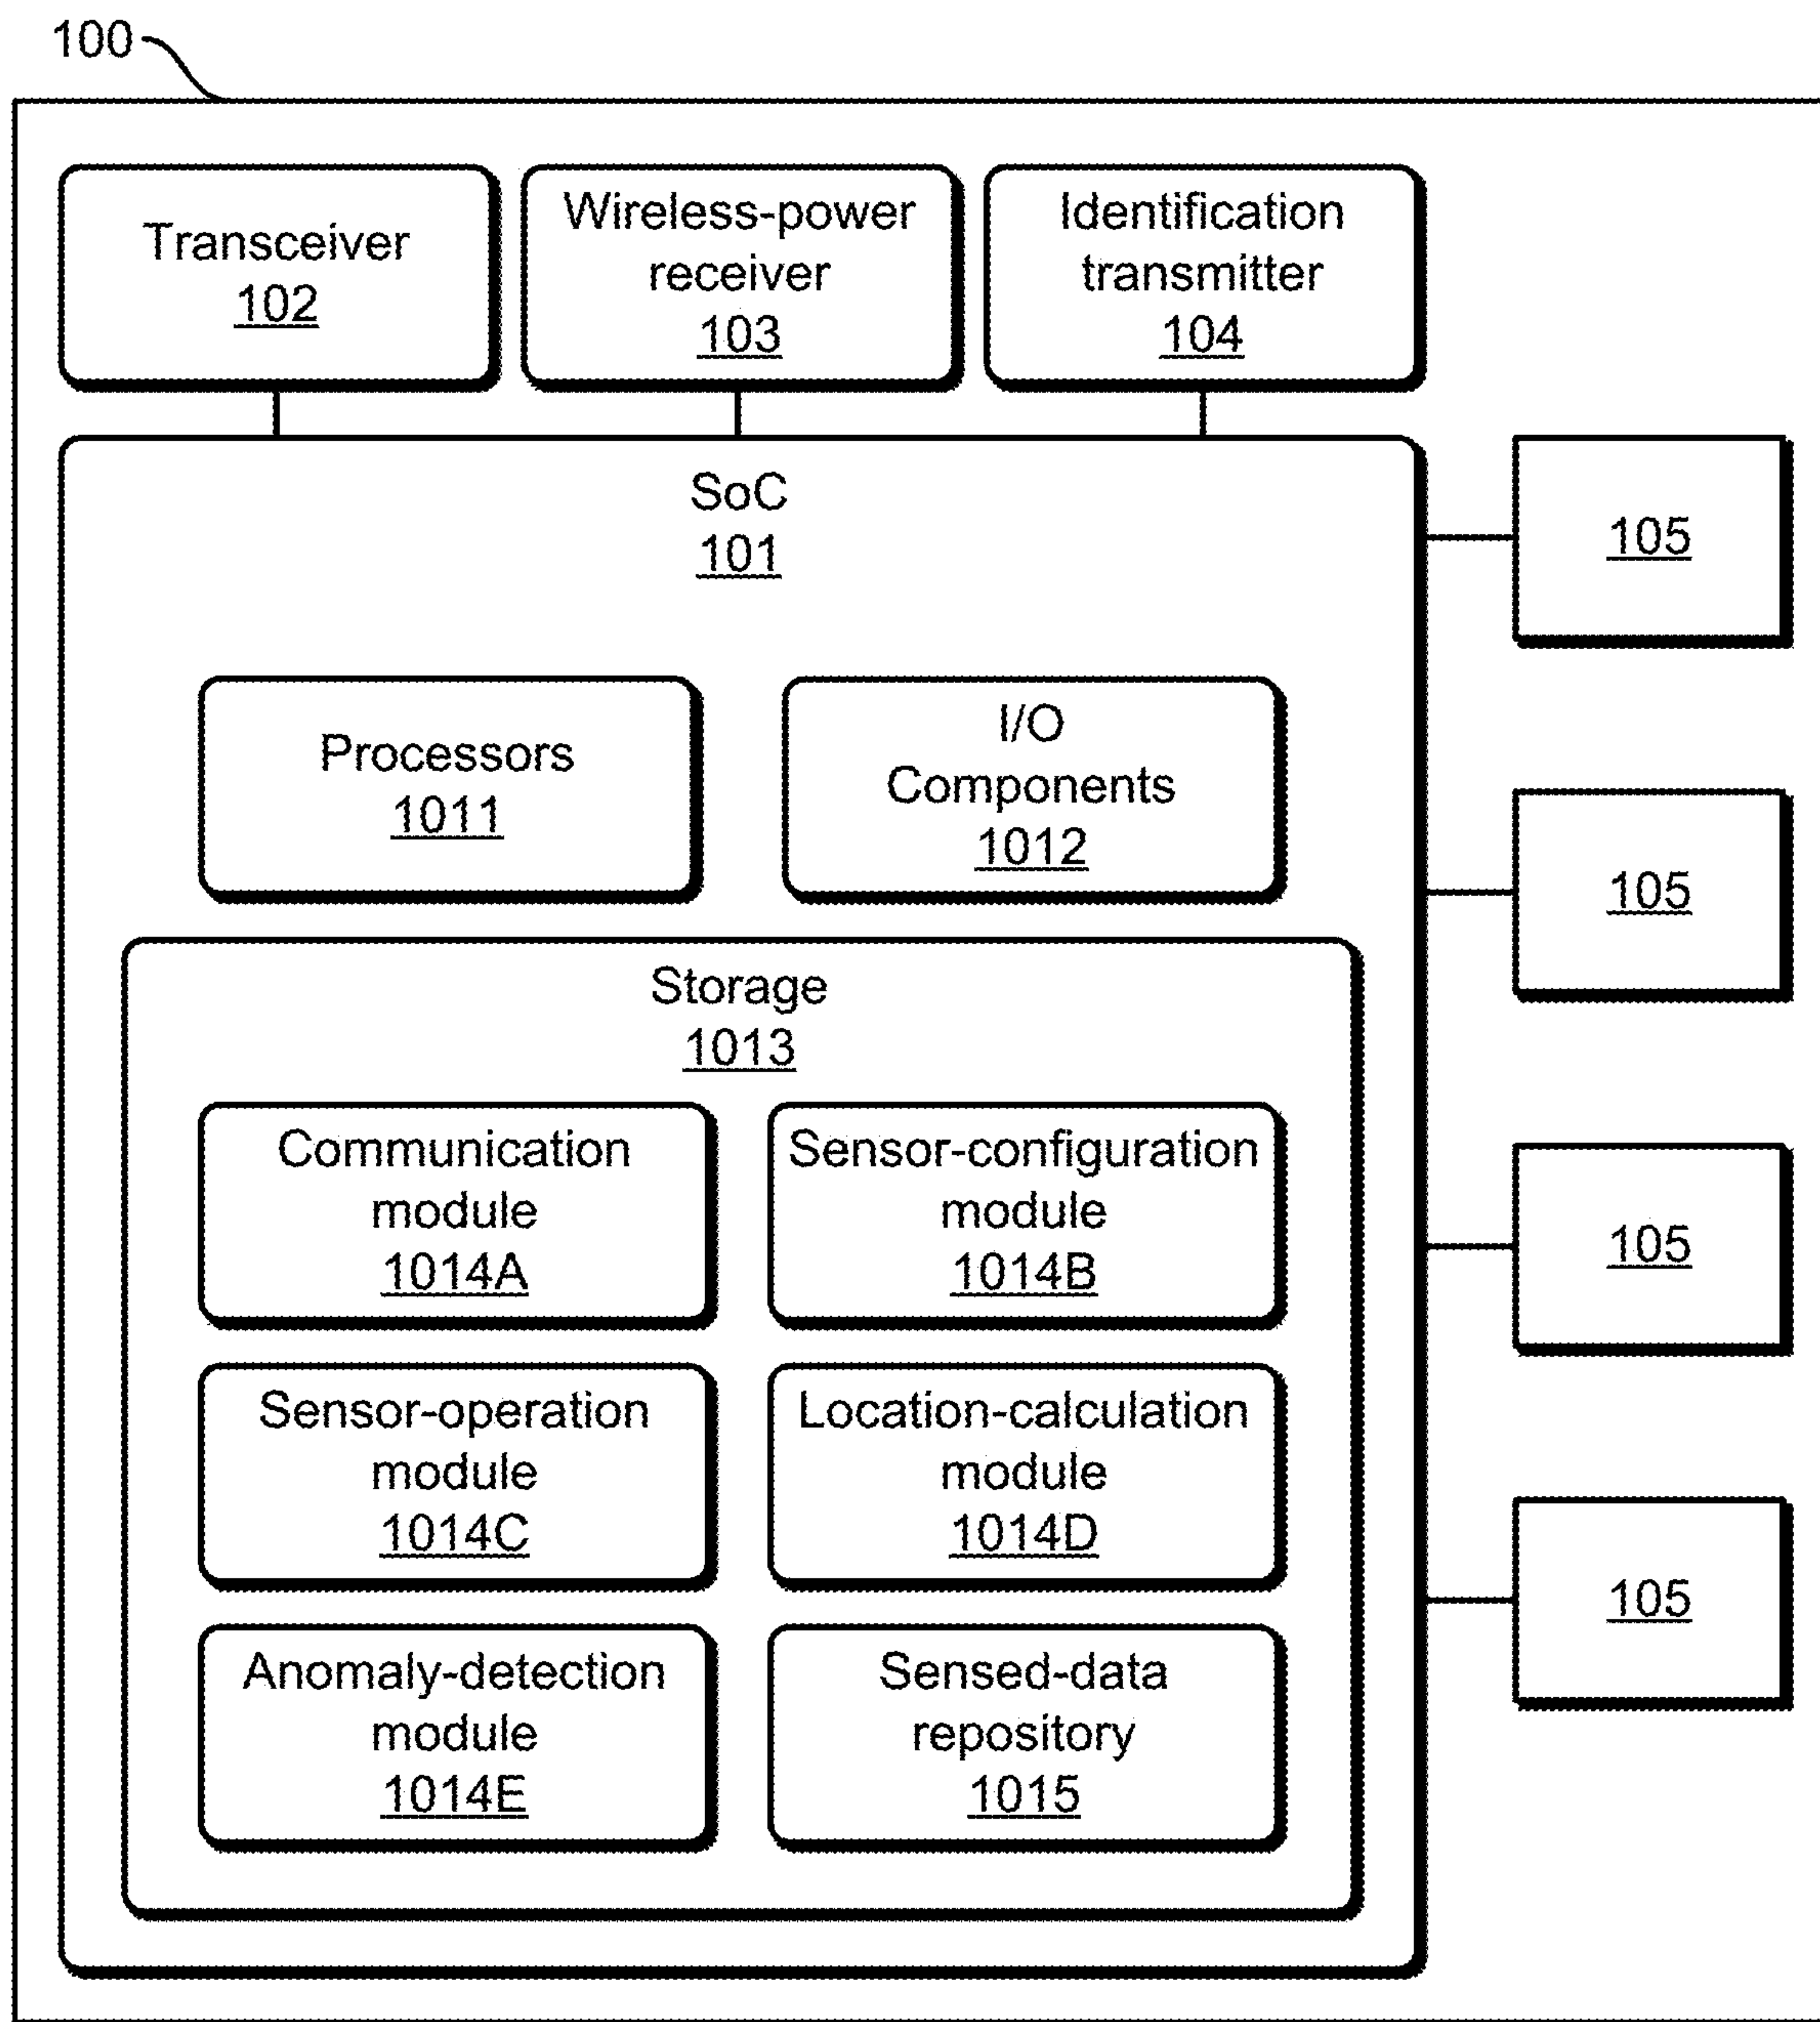 100
Transceiver
102
Wireless-power
receiver
103
Identification
transmitter
104
SoC
101
105
Processors
1011
I/O
Components
1012
105
Storage
1013
Communication
module
1014A
Sensor-configuration
module
1014B
105
Sensor-operation
module
1014C
Location-calculation
module
1014D
105
Anomaly-detection
module
1014E
Sensed-data
repository
1015